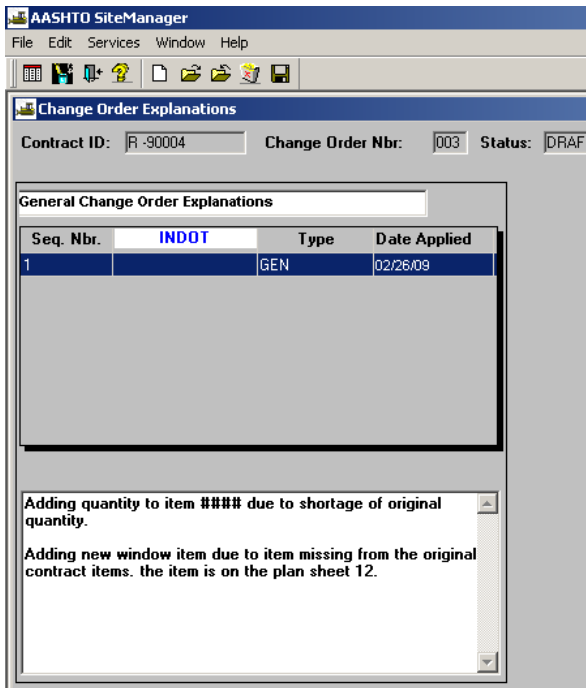 AASHTO SiteManager
File Edit Services Window Help
Change Order Explanations
Contract ID: R -90004 Change Order Nbr: 003 Status: DRAF
General Change Order Explanations
Seq. Nbr. INDOT Type Date Applied
1 GEN 02/26/09
Adding quantity to item #### due to shortage of original
quantity.
Adding new window item due to item missing from the original
contract items. the item is on the plan sheet 12.